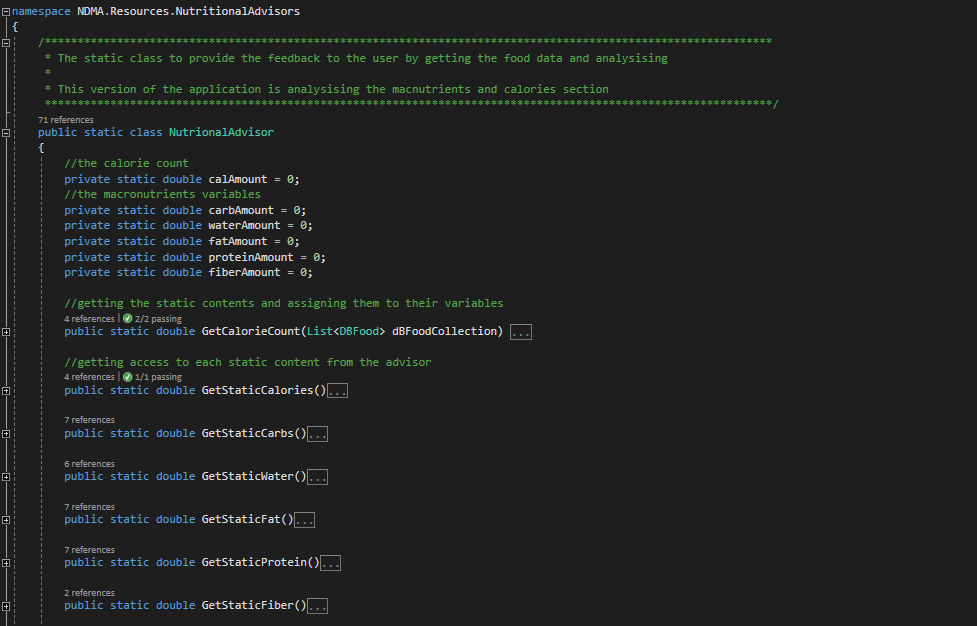 namespace NDMA.Resources.NutritionalAdvisors
{
/***************************************************************************************************************
* The static class to provide the feedback to the user by getting the food data and analysising
*
* This version of the application is analysising the macnutrients and calories section
***************************************************************************************************************/
71 references
public static class NutrionalAdvisor
{
//the calorie count
private static double calAmount = 0;
//the macronutrients variables
private static double carbAmount = 0;
private static double waterAmount = 0;
private static double fatAmount = 0;
private static double proteinAmount = 0;
private static double fiberAmount = 0;
//getting the static contents and assigning them to their variables
4 references | 2/2 passing
public static double GetCalorieCount(List<DBFood> dBFoodCollection) ...
//getting access to each static content from the advisor
4 references | 1/1 passing
public static double GetStaticCalories()...
7 references
public static double GetStaticCarbs()...
6 references
public static double GetStaticWater()...
7 references
public static double GetStaticFat()...
7 references
public static double GetStaticProtein()...
2 references
public static double GetStaticFiber()...